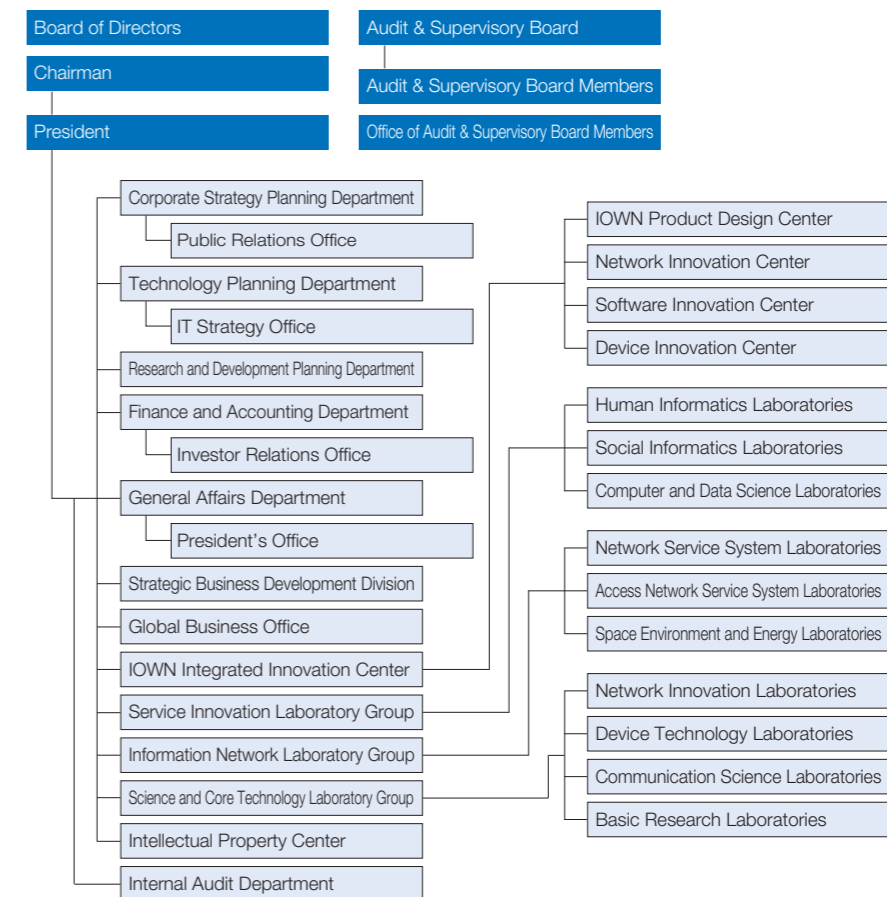 Board of Directors
Audit & Supervisory Board
Chairman
Audit & Supervisory Board Members
President
Office of Audit & Supervisory Board Members
Corporate Strategy Planning Department
Public Relations Office
Technology Planning Department
IT Strategy Office
Research and Development Planning Department
Finance and Accounting Department
Investor Relations Office
General Affairs Department
President's Office
Strategic Business Development Division
Global Business Office
IOWN Integrated Innovation Center
Service Innovation Laboratory Group
Information Network Laboratory Group
Science and Core Technology Laboratory Group
Intellectual Property Center
Internal Audit Department
IOWN Product Design Center
Network Innovation Center
Software Innovation Center
Device Innovation Center
Human Informatics Laboratories
Social Informatics Laboratories
Computer and Data Science Laboratories
Network Service System Laboratories
Access Network Service System Laboratories
Space Environment and Energy Laboratories
Network Innovation Laboratories
Device Technology Laboratories
Communication Science Laboratories
Basic Research Laboratories